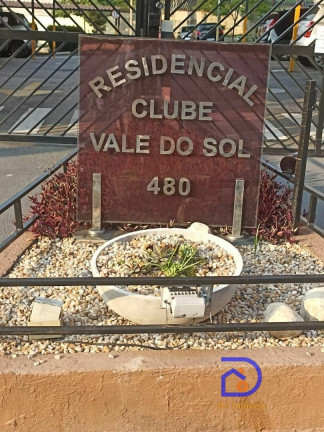 RESIDENCIAL
CLUBE
VALE DO SOL
480